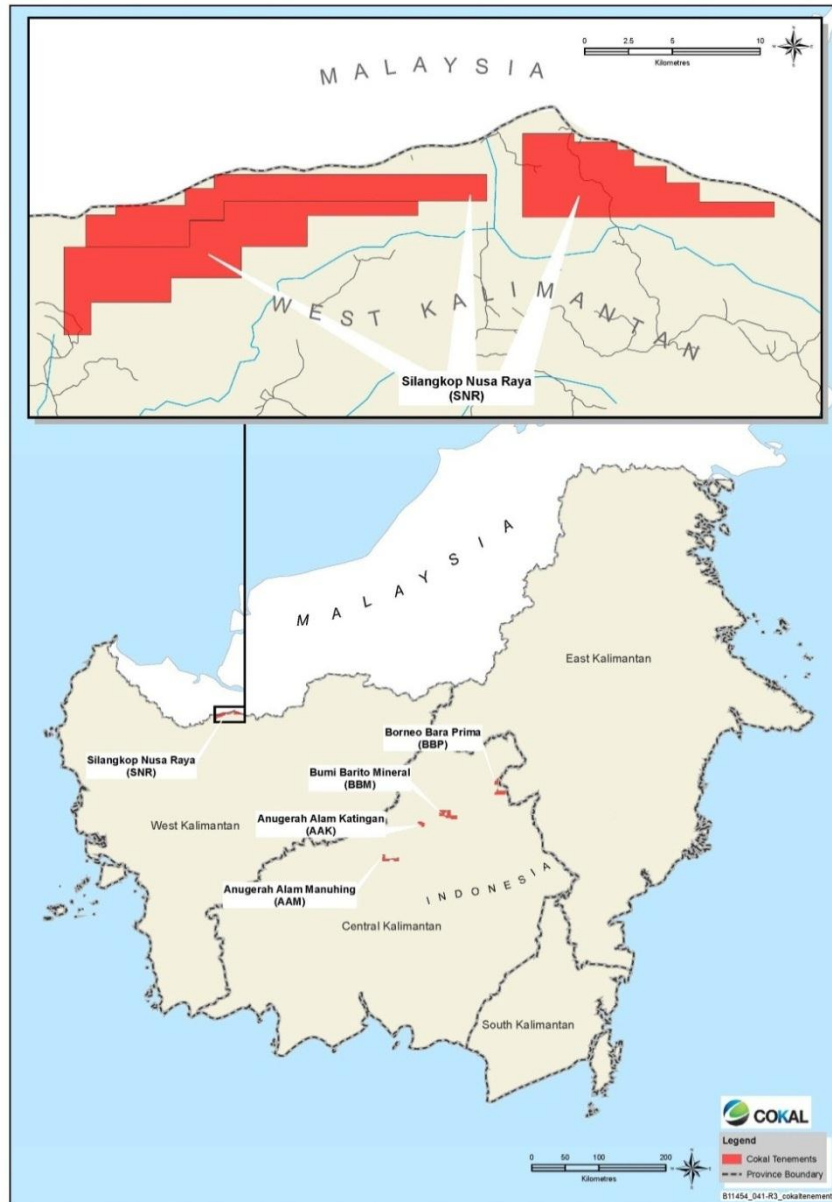 0 2.5 5 10
Kilometres
MALAYSIA
WEST KALIMANTAN
Silangkop Nusa Raya
(SNR)
MALAYSIA
East Kalimantan
Borneo Bara Prima
(BBP)
Silangkop Nusa Raya
(SNR)
Bumi Barito Mineral
(BBM)
West Kalimantan
Anugerah Alam Katingan
(AAK)
INDONESIA
Anugerah Alam Manuhing
(AAM)
Central Kalimantan
South Kalimantan
COKAL
Legend
Cokal Tenements
Province Boundary
0 50 100 200
Kilometres
B11454_041-R3_cokaltenement